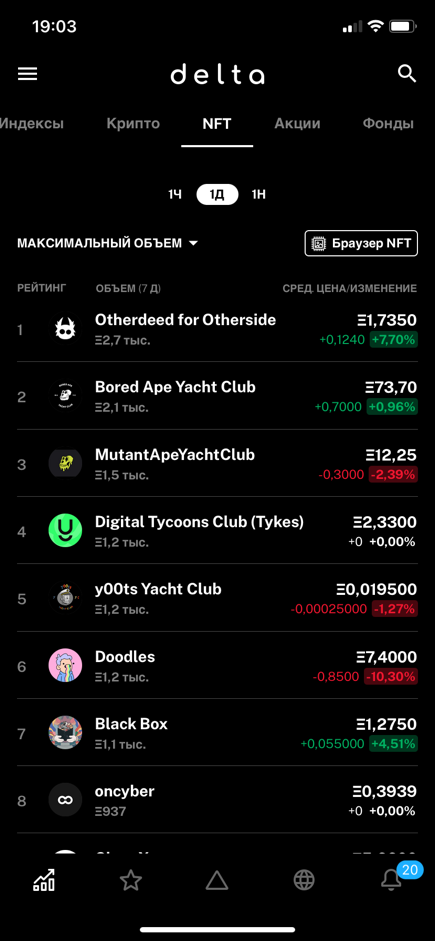 19:03
delta
Индексы Крипто NFT Акции Фонды
1Ч 1Д 1Н
МАКСИМАЛЬНЫЙ ОБЪЕМ Браузер NFT
РЕЙТИНГ ОБЪЕМ (7 Д) СРЕД. ЦЕНА/ИЗМЕНЕНИЕ
1 Otherdeed for Otherside Ξ1,7350
Ξ2,7 тыс. +0,1240 +7,70%
2 Bored Ape Yacht Club Ξ73,70
Ξ2,1 тыс. +0,7000 +0,96%
3 MutantApeYachtClub Ξ12,25
Ξ1,5 тыс. -0,3000 -2,39%
4 Digital Tycoons Club (Tykes) Ξ2,3300
Ξ1,2 тыс. +0 +0,00%
5 y00ts Yacht Club Ξ0,019500
Ξ1,2 тыс. -0,00025000 -1,27%
6 Doodles Ξ7,4000
Ξ1,2 тыс. -0,8500 -10,30%
7 Black Box Ξ1,2750
Ξ1,1 тыс. +0,055000 +4,51%
8 oncyber Ξ0,3939
Ξ937 +0 +0,00%
20